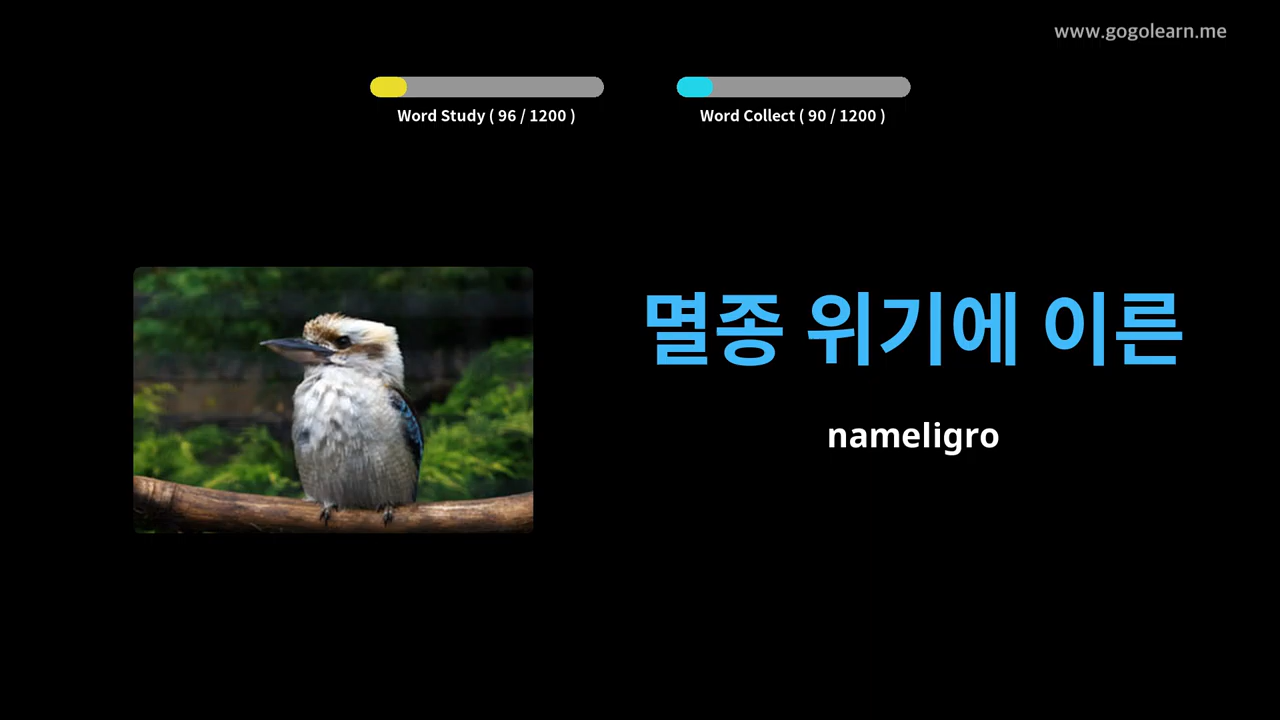 www.gogolearn.me
Word Study ( 96 / 1200 )
Word Collect ( 90 / 1200 )
멸종 위기에 이른
nameligro